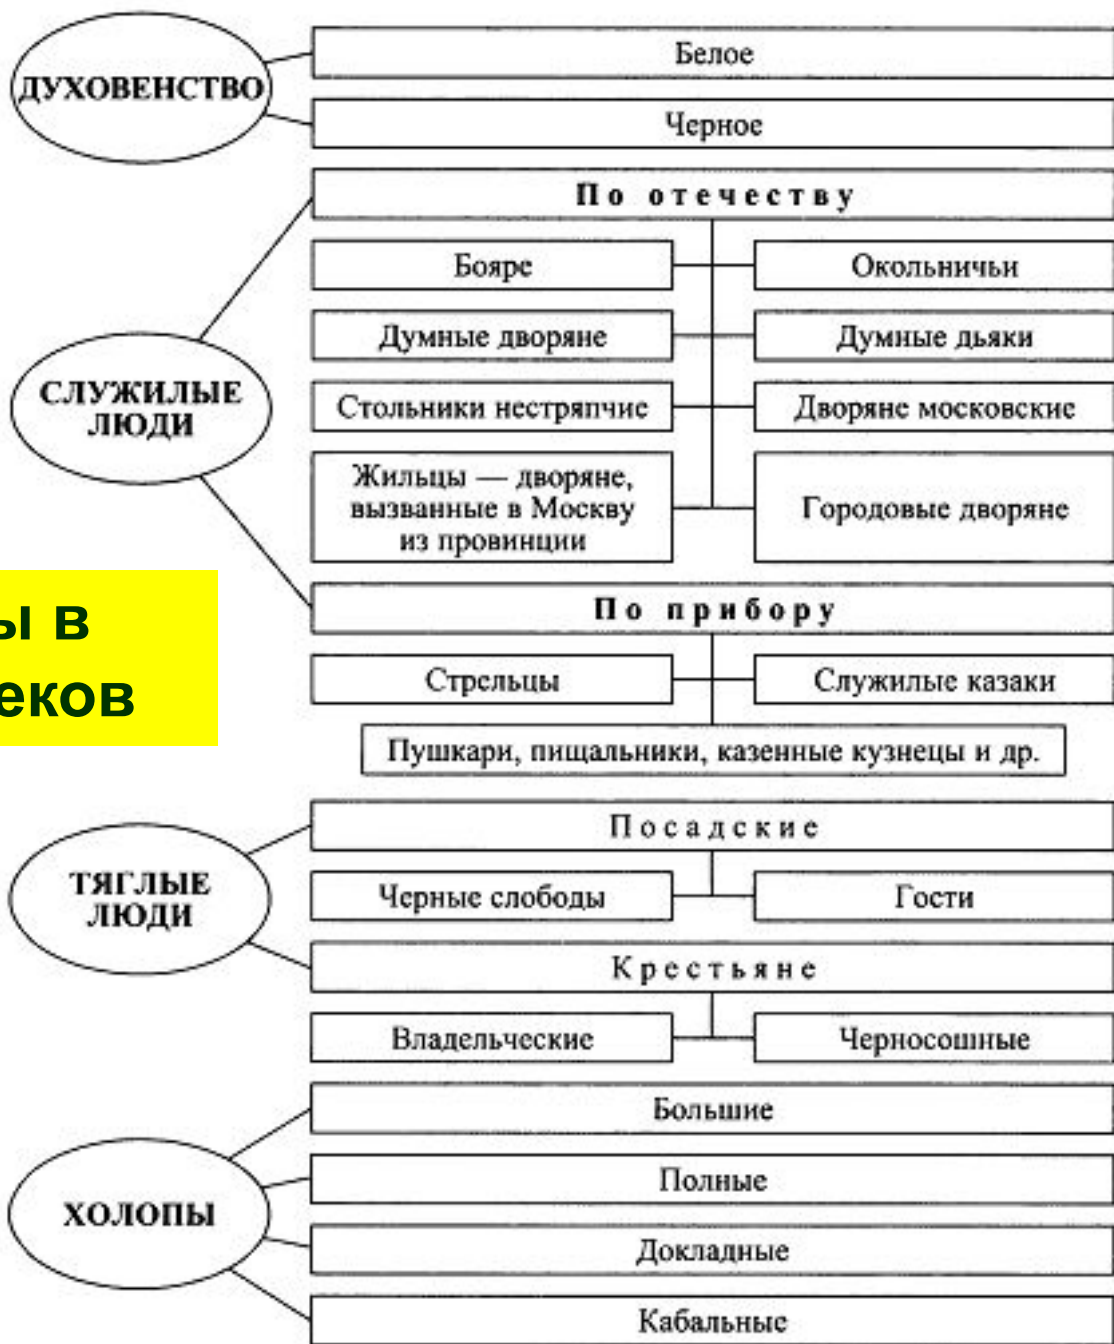 ДУХОВЕНСТВО
Белое
Черное
СЛУЖИЛЫЕ
ЛЮДИ
По отечеству
Бояре
Окольничьи
Думные дворяне
Думные дьяки
Стольники нестряпчие
Дворяне московские
Жильцы — дворяне,
вызванные в Москву
из провинции
Городовые дворяне
По прибору
Стрельцы
Служилые казаки
Пушкари, пищальники, казенные кузнецы и др.
ы в
еков
ТЯГЛЫЕ
ЛЮДИ
Посадские
Черные слободы
Гости
Крестьяне
Владельческие
Черносошные
ХОЛОПЫ
Большие
Полные
Докладные
Кабальные